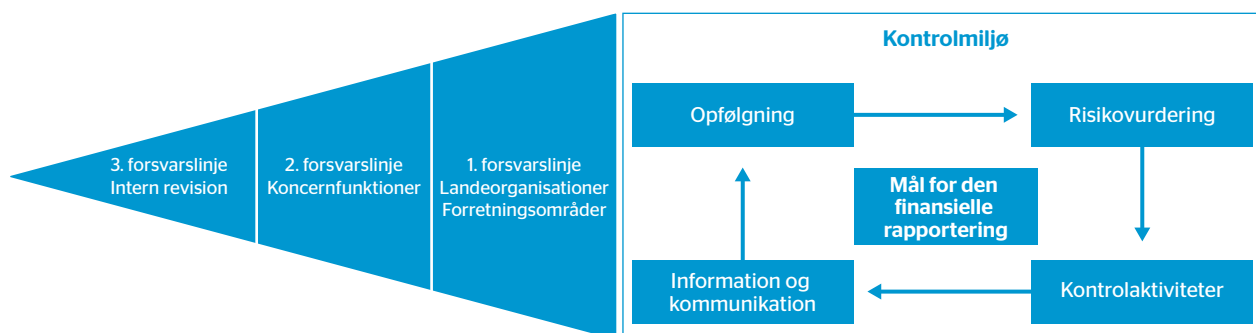 3. forsvarslinje
Intern revision
2. forsvarslinje
Koncernfunktioner
1. forsvarslinje
Landeorganisationer
Forretningsområder
Kontrolmiljø
Opfølgning
Risikovurdering
Mål for den
finansielle
rapportering
Information og
kommunikation
Kontrolaktiviteter